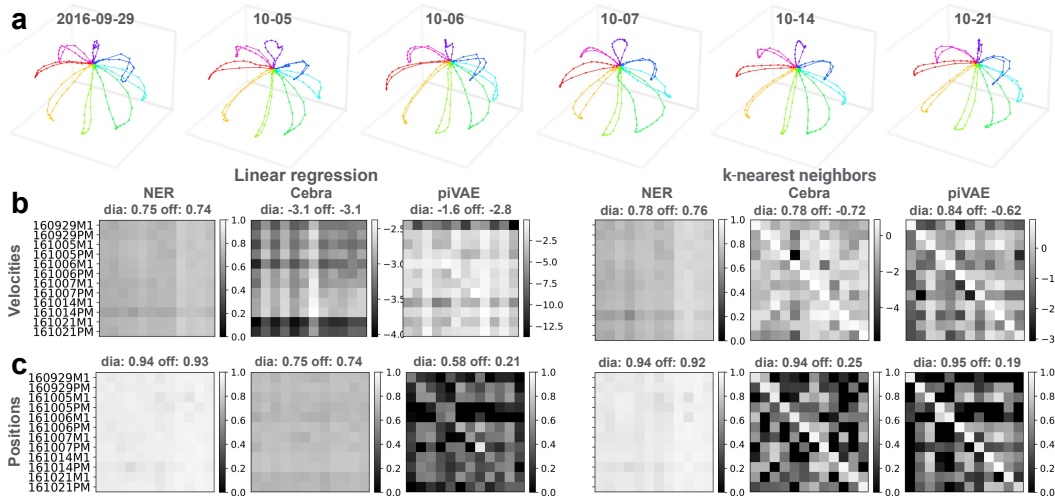 a
2016-09-29 10-05 10-06 10-07 10-14 10-21
Linear regression k-nearest neighbors
NER Cebra piVAE NER Cebra piVAE
b
dia: 0.75 off: 0.74 dia: -3.1 off: -3.1 dia: -1.6 off: -2.8 dia: 0.78 off: 0.76 dia: 0.78 off: -0.72 dia: 0.84 off: -0.62
Velocities
160929M1
160929PM
161005M1
161005PM
161006M1
161006PM
161007M1
161007PM
161014M1
161014PM
161021M1
161021PM
1.0
0.8
0.6
0.4
0.2
0.0
−2.5
−3.0
−3.5
−4.0
−2.5
−5.0
−7.5
−10.0
−12.5
1.0
0.8
0.6
0.4
0.2
0.0
0
−2
−4
0
−1
−2
−3
c
dia: 0.94 off: 0.93 dia: 0.75 off: 0.74 dia: 0.58 off: 0.21 dia: 0.94 off: 0.92 dia: 0.94 off: 0.25 dia: 0.95 off: 0.19
Positions
160929M1
160929PM
161005M1
161005PM
161006M1
161006PM
161007M1
161007PM
161014M1
161014PM
161021M1
161021PM
1.0
0.8
0.6
0.4
0.2
0.0
1.0
0.8
0.6
0.4
0.2
0.0
1.0
0.8
0.6
0.4
0.2
0.0
1.0
0.8
0.6
0.4
0.2
0.0
1.0
0.8
0.6
0.4
0.2
0.0
1.0
0.8
0.6
0.4
0.2
0.0